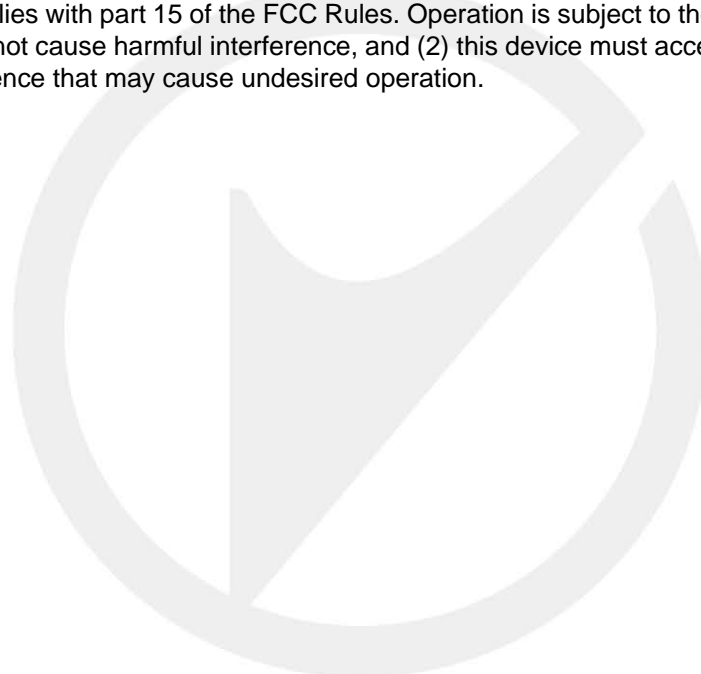 lies with part 15 of the FCC Rules. Operation is subject to the
not cause harmful interference, and (2) this device must acce
ence that may cause undesired operation.